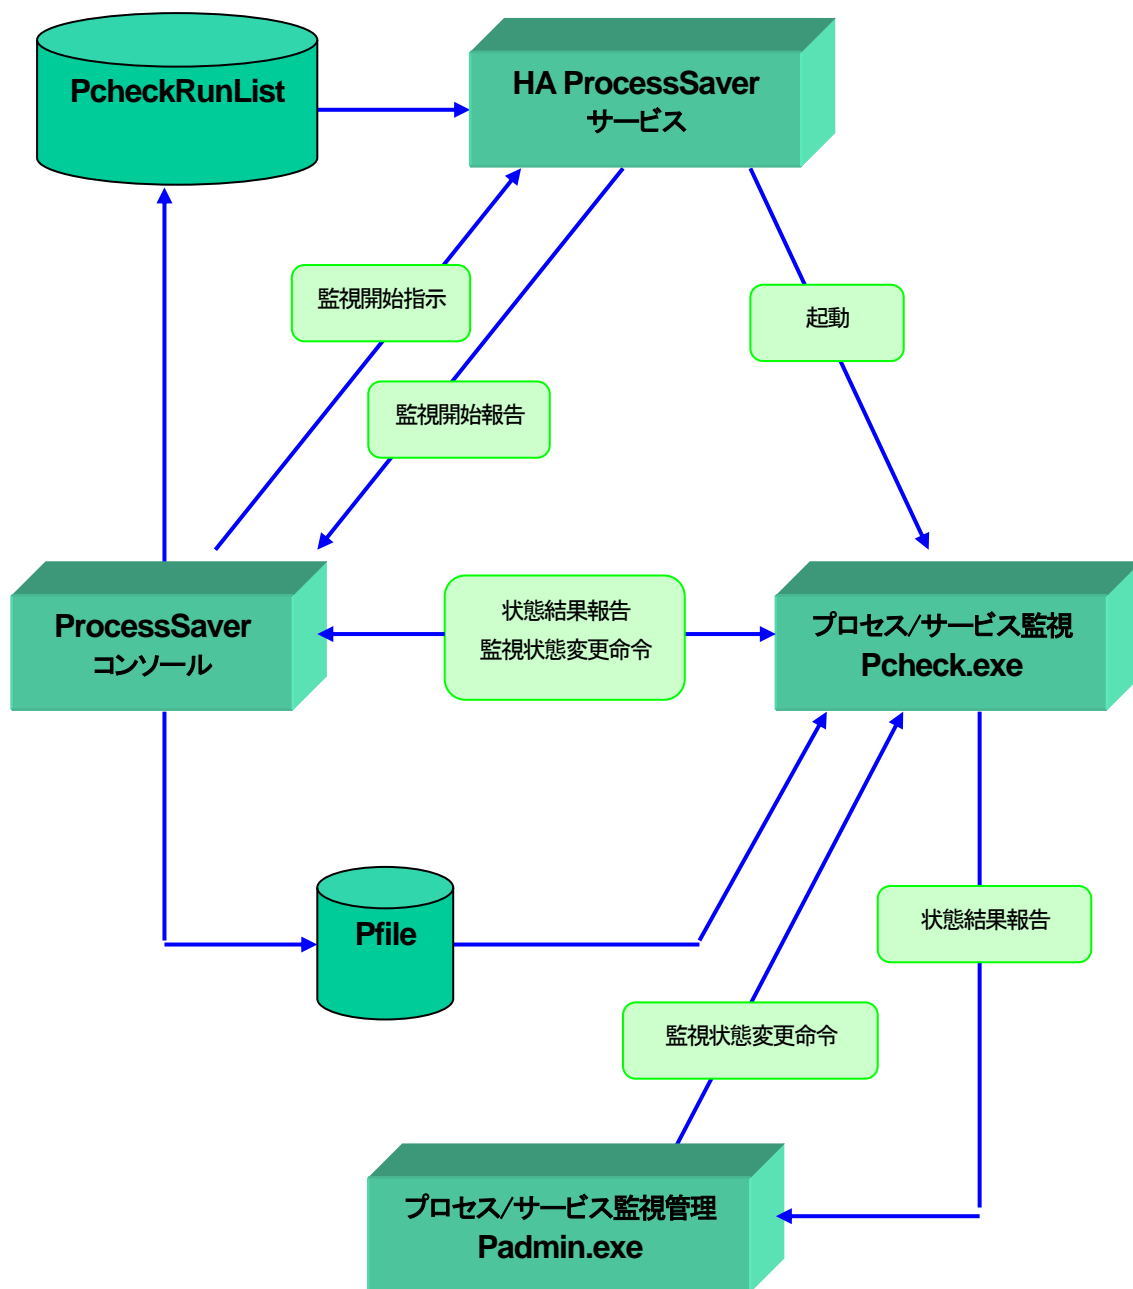 PcheckRunList
HA ProcessSaver
サービス
監視開始指示
起動
監視開始報告
ProcessSaver
コンソール
状態結果報告
監視状態変更命令
プロセス/サービス監視
Pcheck.exe
Pfile
状態結果報告
監視状態変更命令
プロセス/サービス監視管理
Padmin.exe